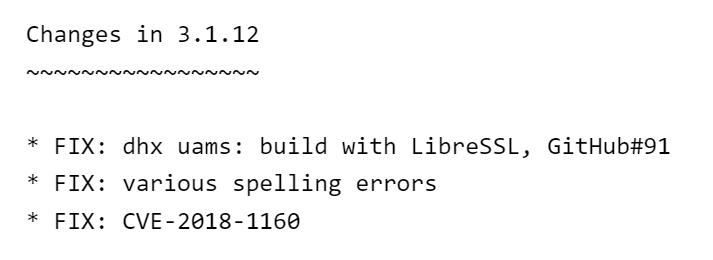 Changes in 3.1.12
~~~~~~~~~~~~~~~~~
* FIX: dhx uams: build with LibreSSL, GitHub#91
* FIX: various spelling errors
* FIX: CVE-2018-1160